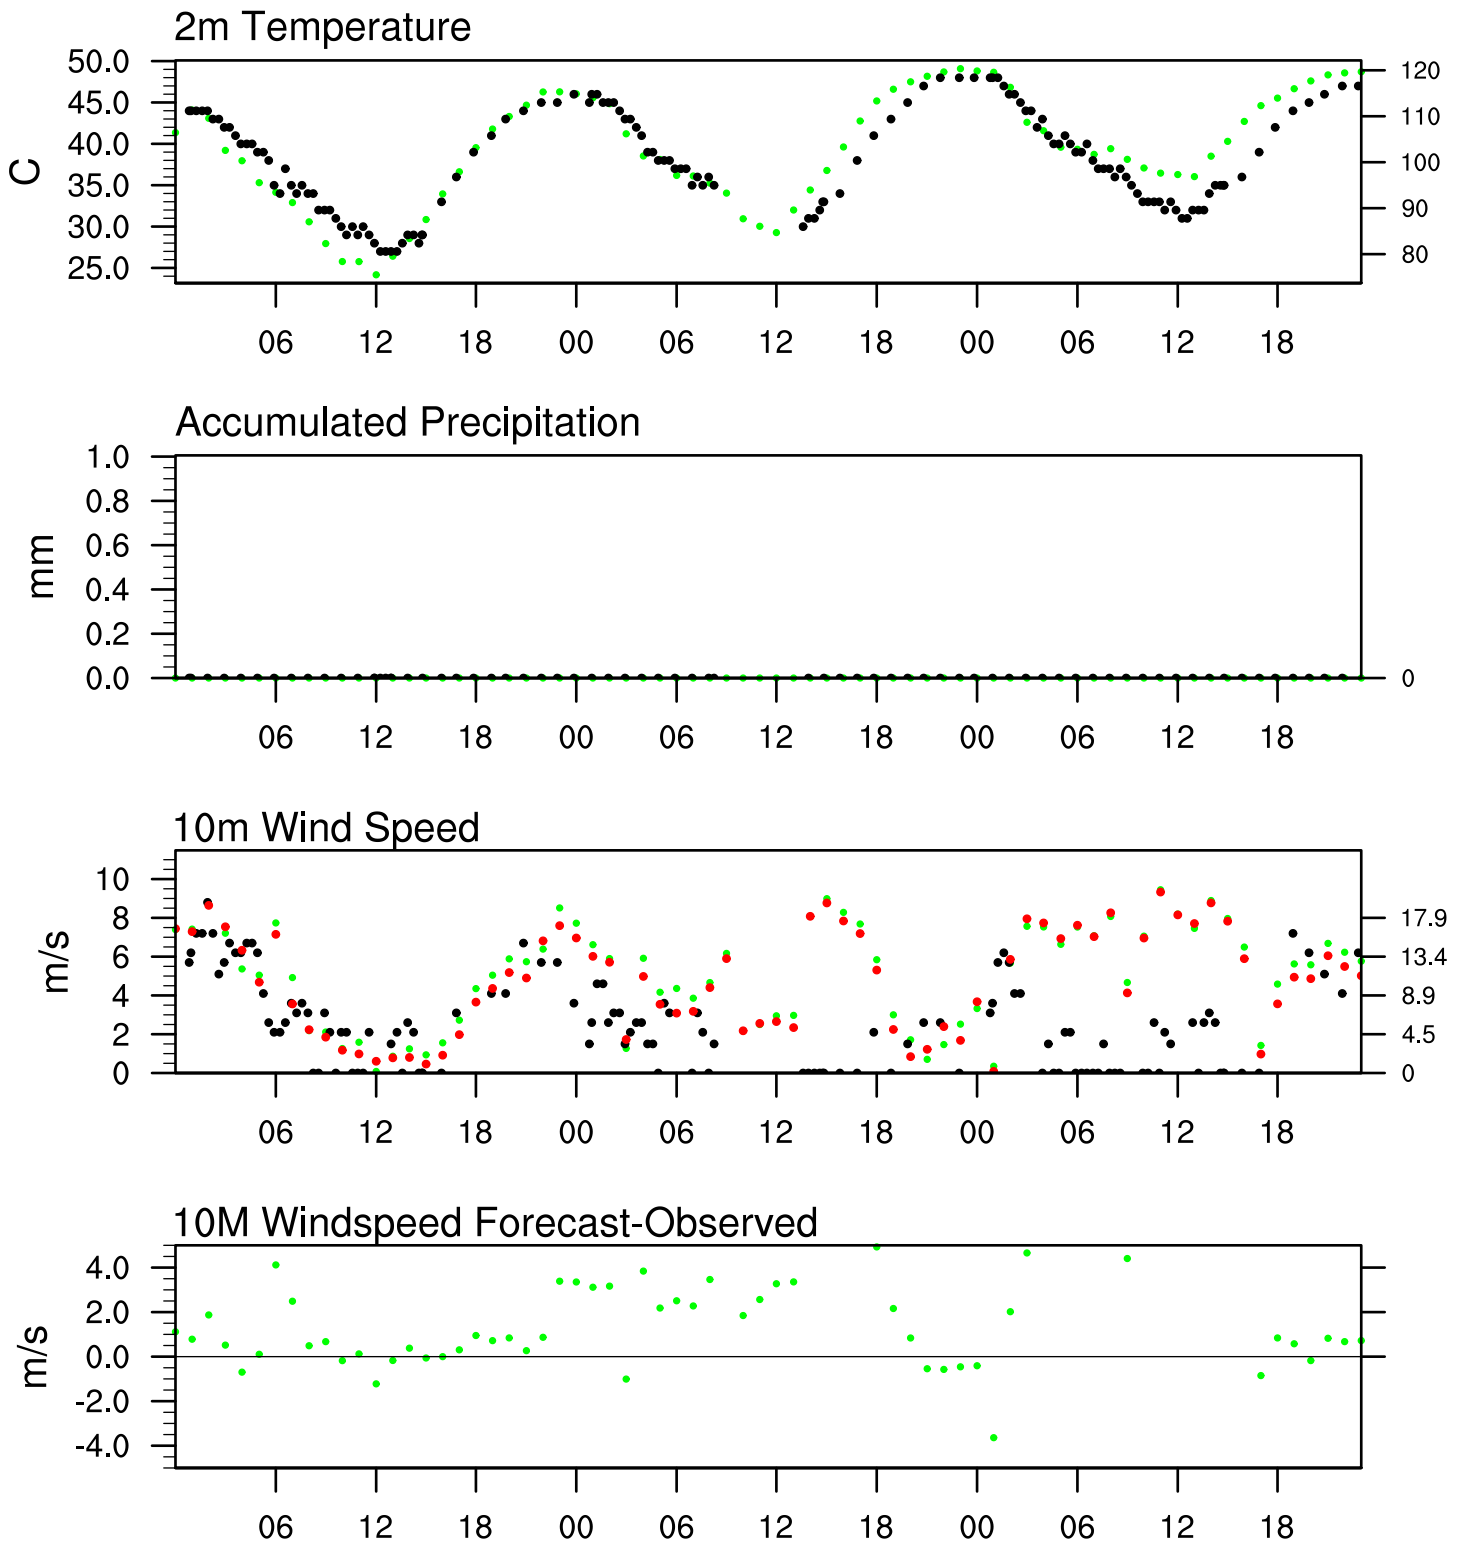 2m Temperature
50.0
45.0
40.0
35.0
30.0
25.0
C
120
110
100
90
80
06 12 18 00 06 12 18 00 06 12 18
Accumulated Precipitation
1.0
0.8
0.6
0.4
0.2
0.0
mm
0
06 12 18 00 06 12 18 00 06 12 18
10m Wind Speed
10
8
6
4
2
0
m/s
17.9
13.4
8.9
4.5
0
06 12 18 00 06 12 18 00 06 12 18
10M Windspeed Forecast-Observed
4.0
2.0
0.0
-2.0
-4.0
m/s
06 12 18 00 06 12 18 00 06 12 18